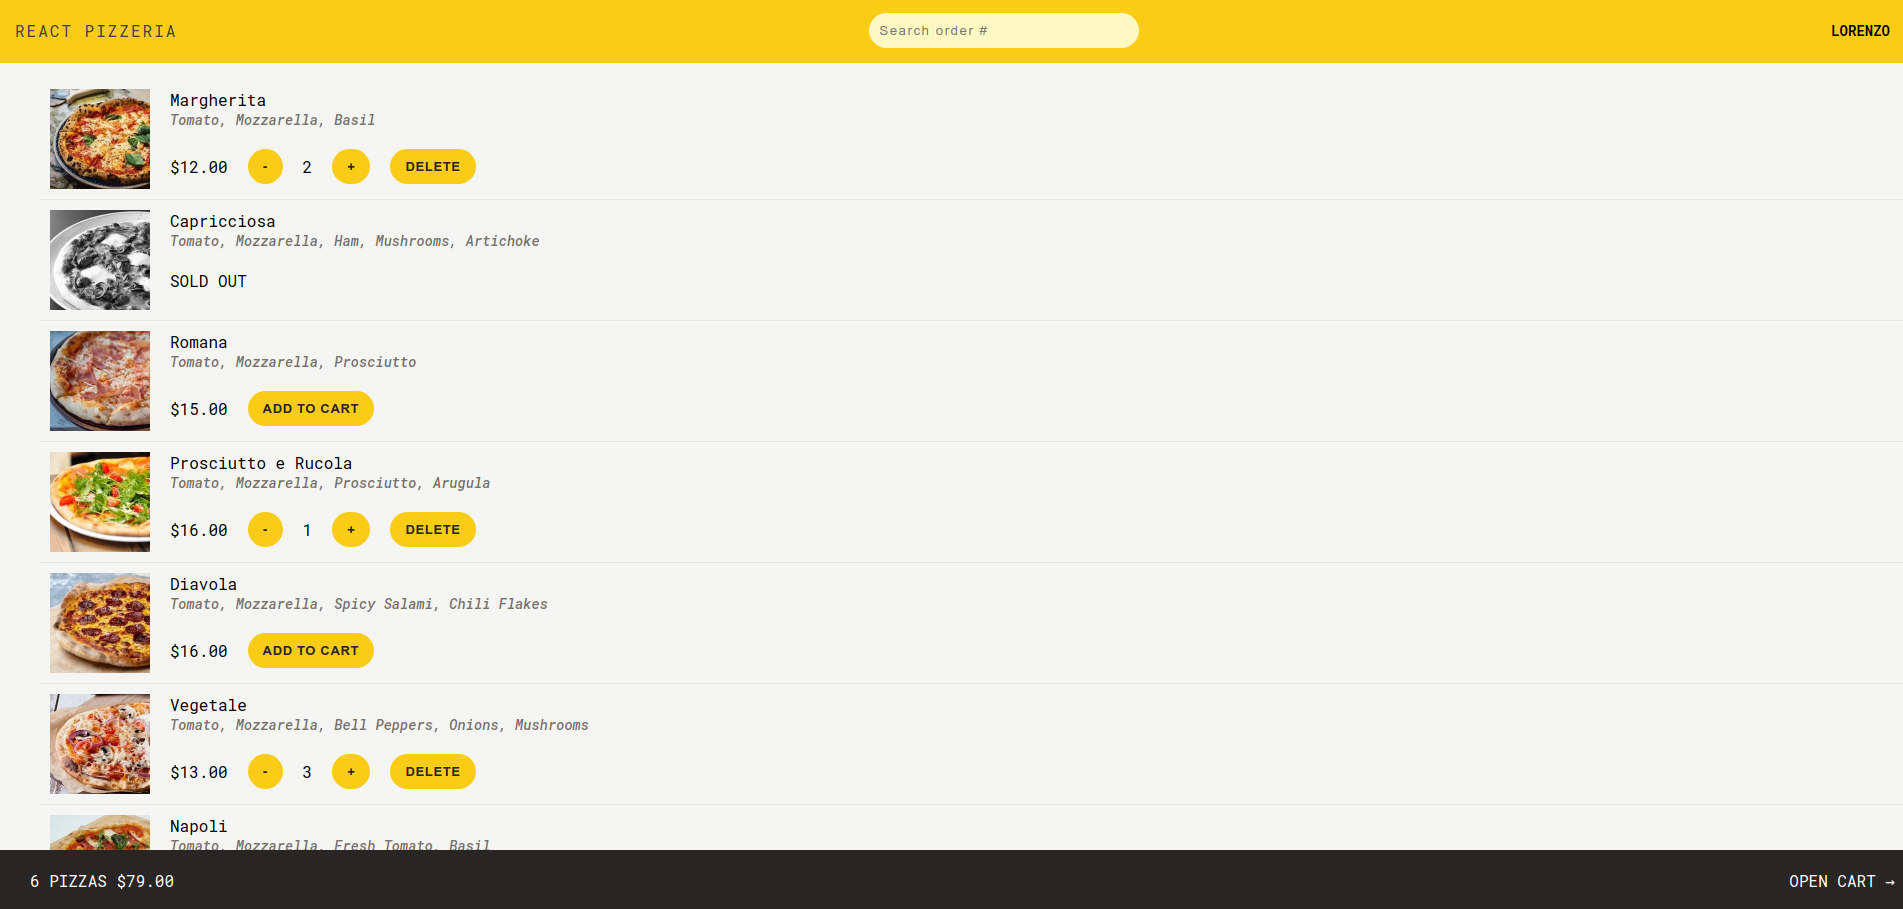 REACT PIZZERIA
Search order #
LORENZO
Margherita
Tomato, Mozzarella, Basil
$12.00 - 2 + DELETE
Capricciosa
Tomato, Mozzarella, Ham, Mushrooms, Artichoke
SOLD OUT
Romana
Tomato, Mozzarella, Prosciutto
$15.00 ADD TO CART
Prosciutto e Rucola
Tomato, Mozzarella, Prosciutto, Arugula
$16.00 - 1 + DELETE
Diavola
Tomato, Mozzarella, Spicy Salami, Chili Flakes
$16.00 ADD TO CART
Vegetale
Tomato, Mozzarella, Bell Peppers, Onions, Mushrooms
$13.00 - 3 + DELETE
Napoli
Tomato, Mozzarella, Fresh Tomato, Basil
6 PIZZAS $79.00
OPEN CART →